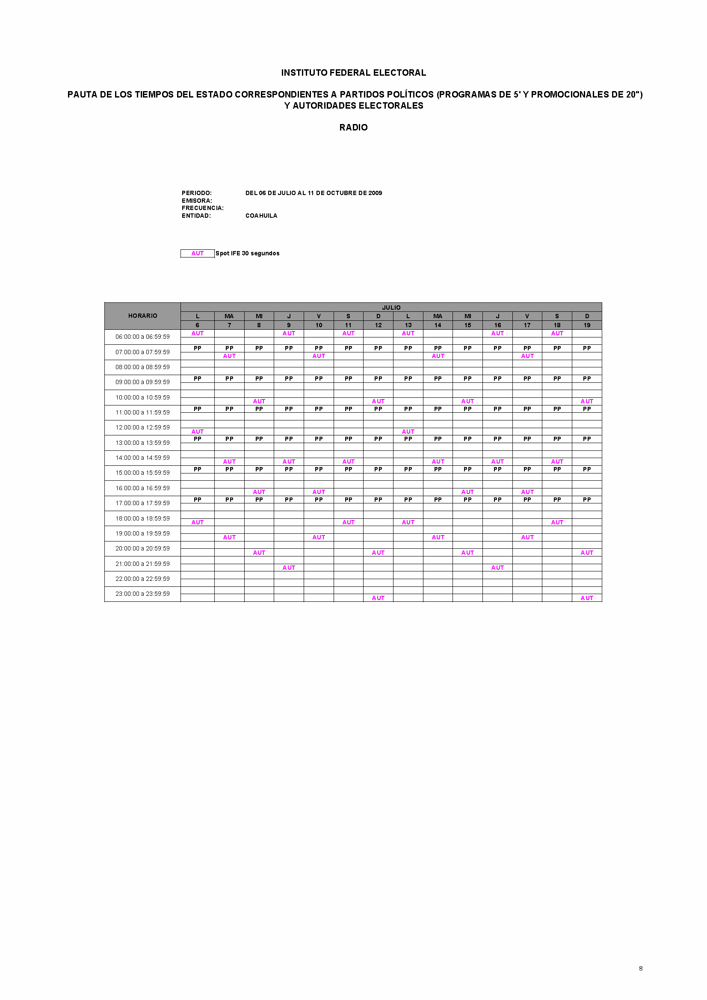 INSTITUTO FEDERAL ELECTORAL
PAUTA DE LOS TIEMPOS DEL ESTADO CORRESPONDIENTES A PARTIDOS POLÍTICOS (PROGRAMAS DE 5' Y PROMOCIONALES DE 20")
Y AUTORIDADES ELECTORALES
RADIO
PERIODO: DEL 06 DE JULIO AL 11 DE OCTUBRE DE 2009
EMISORA:
FRECUENCIA:
ENTIDAD: COAHUILA
AUT Spot IFE 30 segundos
HORARIO JULIO
L MA MI J V S D L MA MI J V S D
6 7 8 9 10 11 12 13 14 15 16 17 18 19
06:00:00 a 06:59:59 AUT AUT AUT AUT AUT AUT
07:00:00 a 07:59:59 PP PP PP PP PP PP PP PP PP PP PP PP PP PP
AUT AUT AUT AUT
08:00:00 a 08:59:59
09:00:00 a 09:59:59 PP PP PP PP PP PP PP PP PP PP PP PP PP PP
10:00:00 a 10:59:59 AUT AUT AUT AUT
11:00:00 a 11:59:59 PP PP PP PP PP PP PP PP PP PP PP PP PP PP
12:00:00 a 12:59:59 AUT AUT
13:00:00 a 13:59:59 PP PP PP PP PP PP PP PP PP PP PP PP PP PP
14:00:00 a 14:59:59 AUT AUT AUT AUT AUT AUT
15:00:00 a 15:59:59 PP PP PP PP PP PP PP PP PP PP PP PP PP PP
16:00:00 a 16:59:59 AUT AUT AUT AUT
17:00:00 a 17:59:59 PP PP PP PP PP PP PP PP PP PP PP PP PP PP
18:00:00 a 18:59:59 AUT AUT AUT AUT
19:00:00 a 19:59:59 AUT AUT AUT AUT
20:00:00 a 20:59:59 AUT AUT AUT AUT
21:00:00 a 21:59:59 AUT AUT
22:00:00 a 22:59:59
23:00:00 a 23:59:59 AUT AUT
8